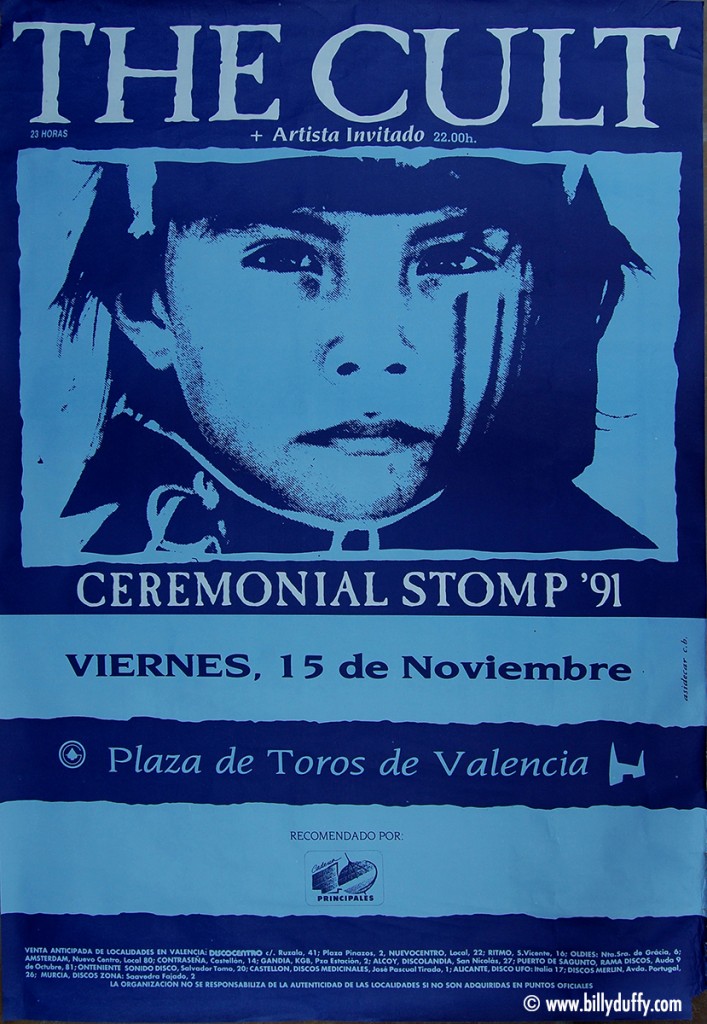 THE CULT
23 HORAS
+ Artista Invitado 22.00h.
CEREMONIAL STOMP '91
VIERNES, 15 de Noviembre
assidecar c.b.
Plaza de Toros de Valencia
RECOMENDADO POR:
Cadena
40
PRINCIPALES
VENTA ANTICIPADA DE LOCALIDADES EN VALENCIA: DISCOCENTRO c/. Ruzafa, 41; Plaza Pinazos, 2, NUEVOCENTRO, Local, 22; RITMO, S.Vicente, 16; OLDIES: Nta.Sra. de Grácia, 6;
AMSTERDAM, Nuevo Centro, Local 80; CONTRASEÑA, Castellón, 14; GANDIA, KGB, Pza Estación, 2; ALCOY, DISCOLANDIA, San Nicolás, 27; PUERTO DE SAGUNTO, RAMA DISCOS, Avda 9
de Octubre, 81; ONTENIENTE SONIDO DISCO, Salvador Tomo, 20; CASTELLON, DISCOS MEDICINALES, José Pascual Tirado, 1; ALICANTE, DISCO UFO: Italia 17; DISCOS MERLIN, Avda. Portugal,
26; MURCIA, DISCOS ZONA: Saavedra Fajado, 2
LA ORGANIZACION NO SE RESPONSABILIZA DE LA AUTENTICIDAD DE LAS LOCALIDADES SI NO SON ADQUIRIDAS EN PUNTOS OFICIALES
© www.billyduffy.com